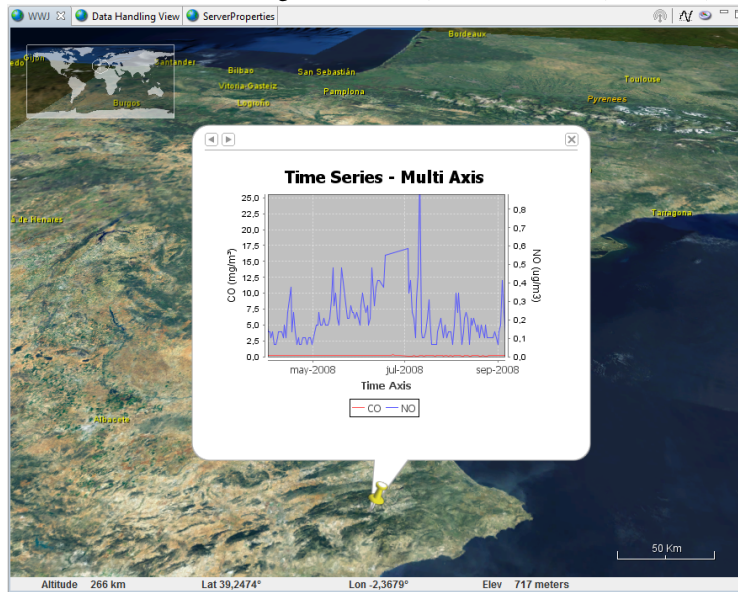 WWJ Data Handling View ServerProperties
Bordeaux
Gijon Santander
Bilbao San Sebastián Toulouse
Vitoria-Gasteiz Pamplona
Burgos Logroño Pyrenees
Time Series - Multi Axis
25,0
22,5
20,0
17,5
15,0
12,5
10,0
7,5
5,0
2,5
0,0
CO (mg/m³)
0,8
0,7
0,6
0,5
0,4
0,3
0,2
0,1
0,0
NO (ug/m3)
may-2008 jul-2008 sep-2008
Time Axis
CO NO
de Henares
Tarragona
Albacete
50 Km
Altitude 266 km Lat 39,2474° Lon -2,3679° Elev 717 meters